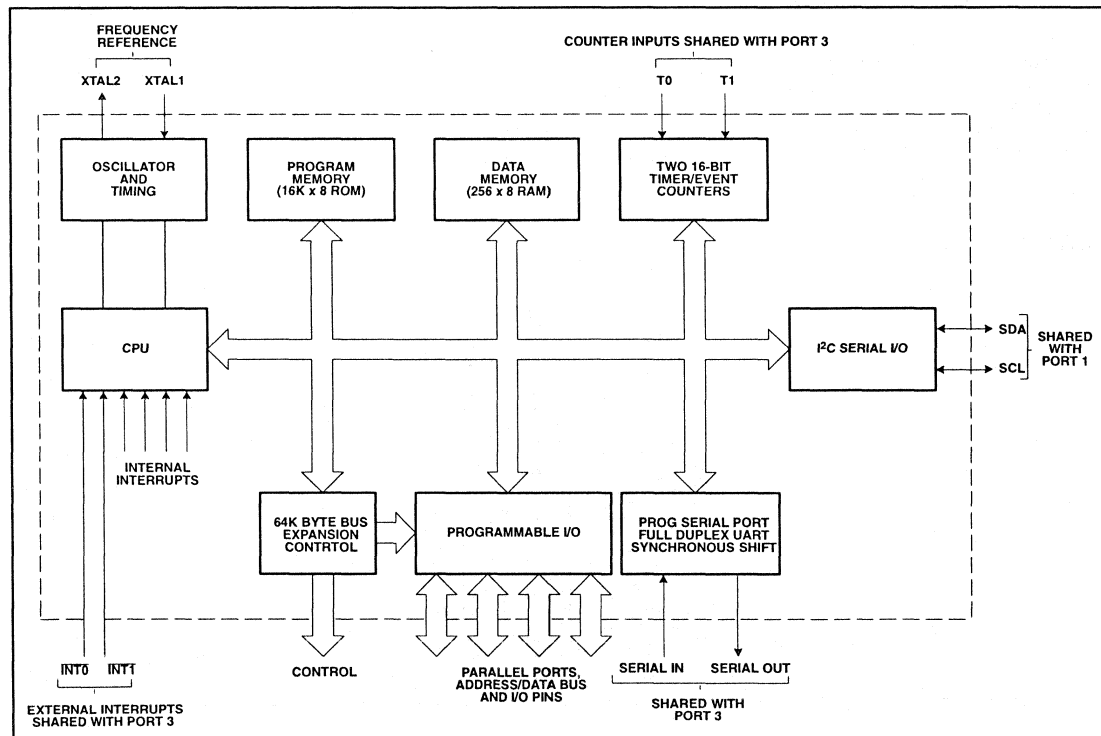 FREQUENCY
REFERENCE
XTAL2 XTAL1
COUNTER INPUTS SHARED WITH PORT 3
T0 T1
OSCILLATOR
AND
TIMING
PROGRAM
MEMORY
(16K x 8 ROM)
DATA
MEMORY
(256 x 8 RAM)
TWO 16-BIT
TIMER/EVENT
COUNTERS
CPU
I²C SERIAL I/O
SDA
SCL
SHARED
WITH
PORT 1
INTERNAL
INTERRUPTS
64K BYTE BUS
EXPANSION
CONTRTOL
PROGRAMMABLE I/O
PROG SERIAL PORT
FULL DUPLEX UART
SYNCHRONOUS SHIFT
INT0 INT1
EXTERNAL INTERRUPTS
SHARED WITH PORT 3
CONTROL
PARALLEL PORTS,
ADDRESS/DATA BUS
AND I/O PINS
SERIAL IN SERIAL OUT
SHARED WITH
PORT 3